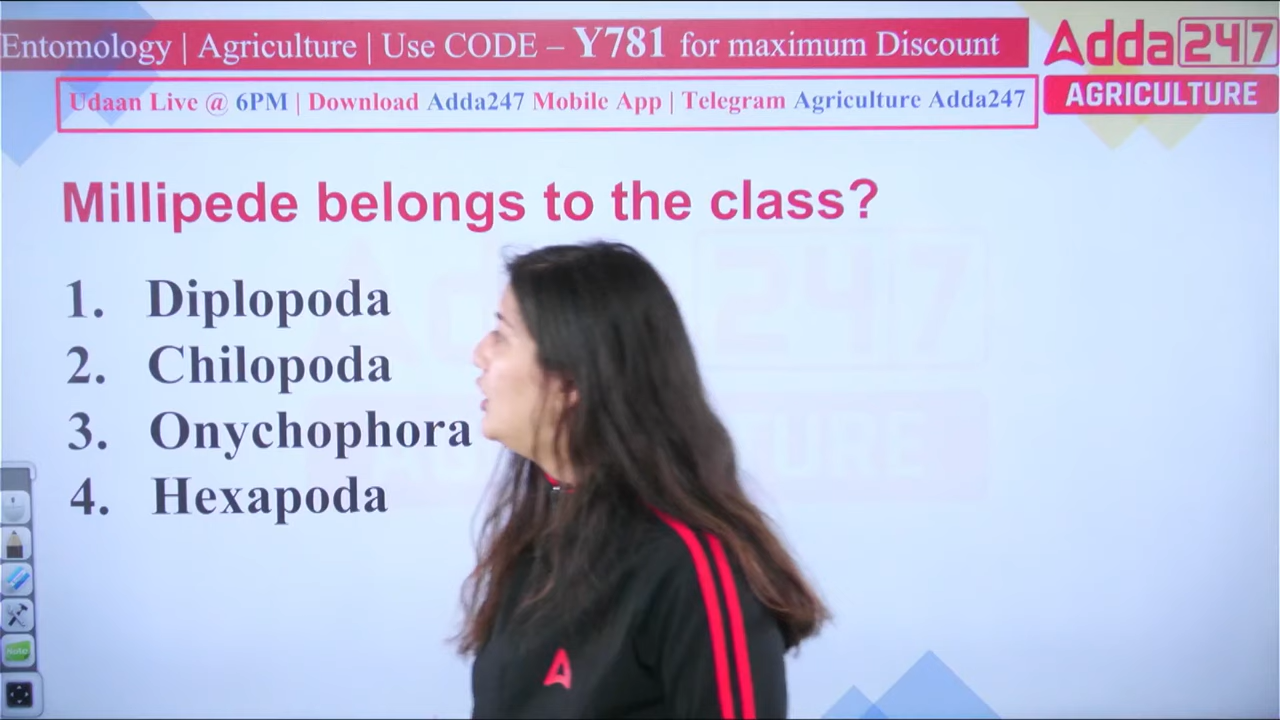 Entomology | Agriculture | Use CODE – Y781 for maximum Discount
Adda247
AGRICULTURE
Udaan Live @ 6PM | Download Adda247 Mobile App | Telegram Agriculture Adda247
Millipede belongs to the class?
1. Diplopoda
2. Chilopoda
3. Onychophora
4. Hexapoda
Note